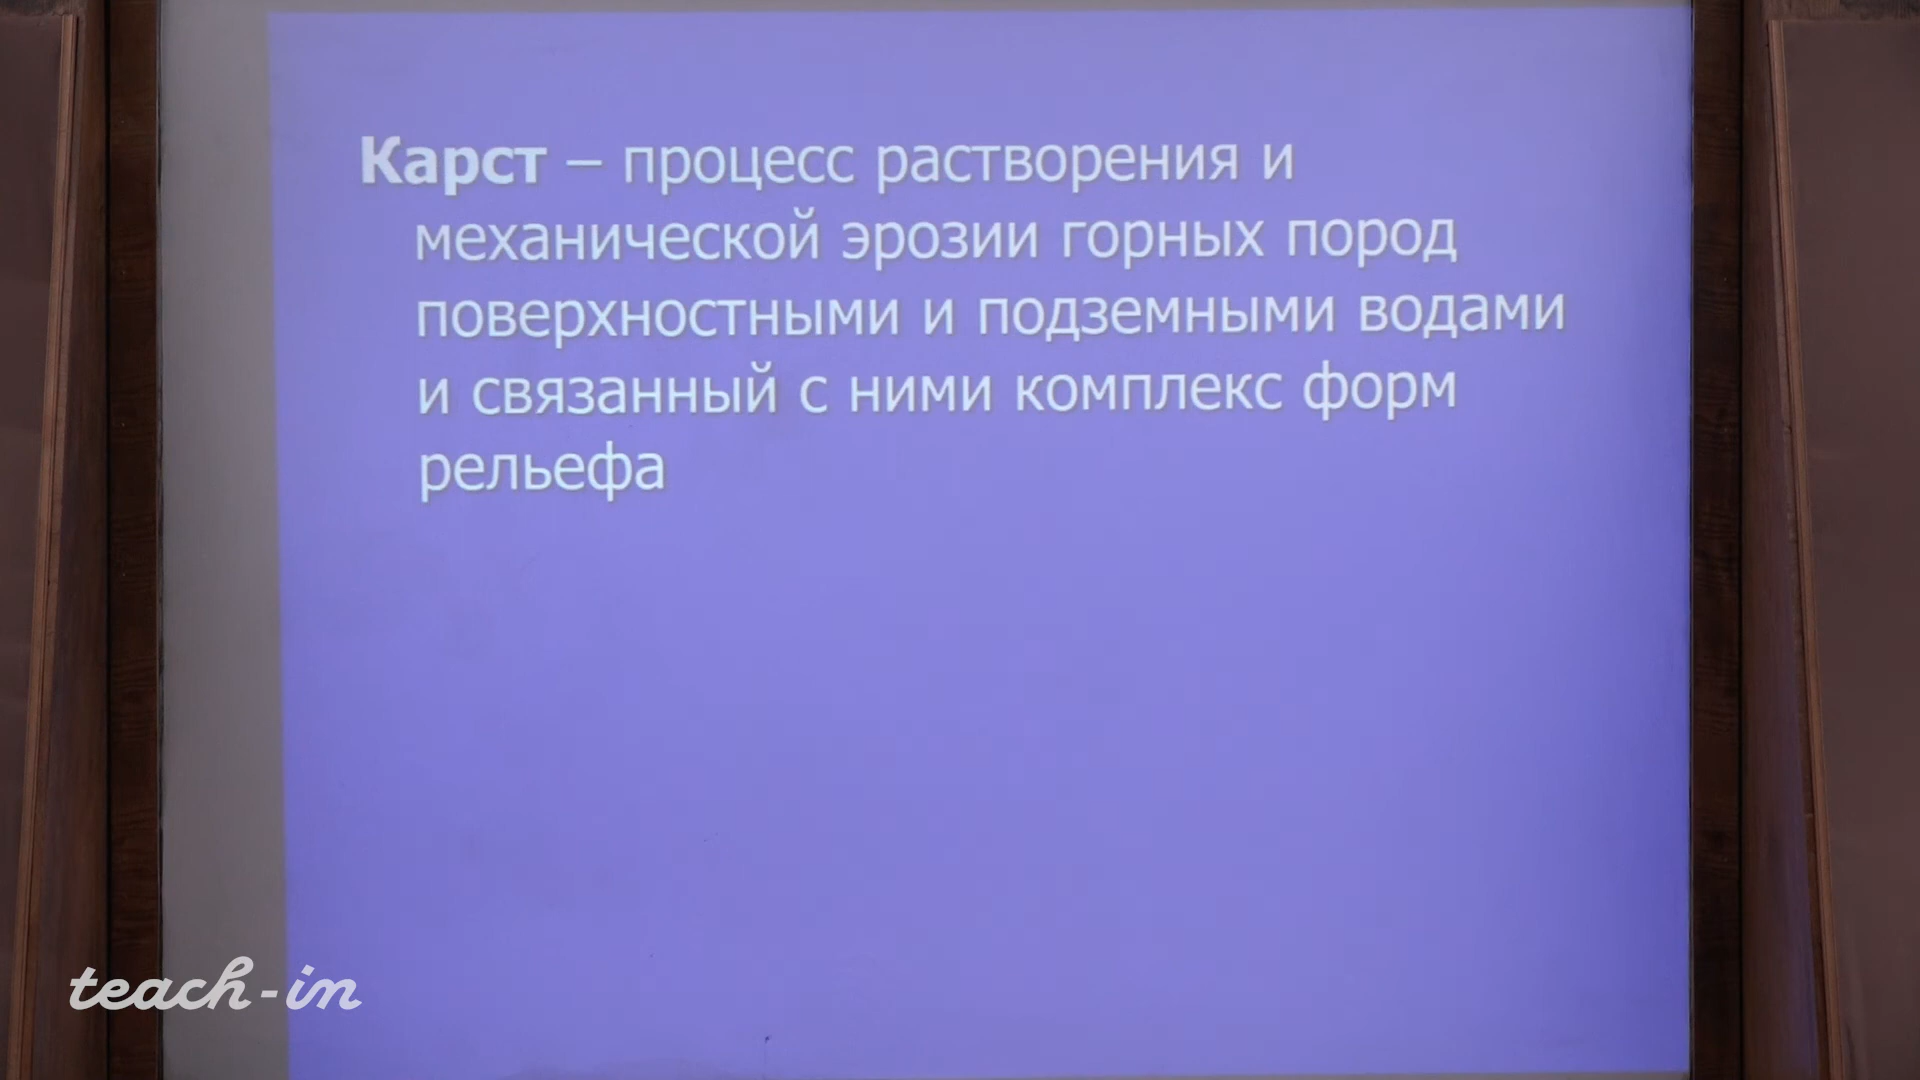 Карст – процесс растворения и
механической эрозии горных пород
поверхностными и подземными водами
и связанный с ними комплекс форм
рельефа
teach-in